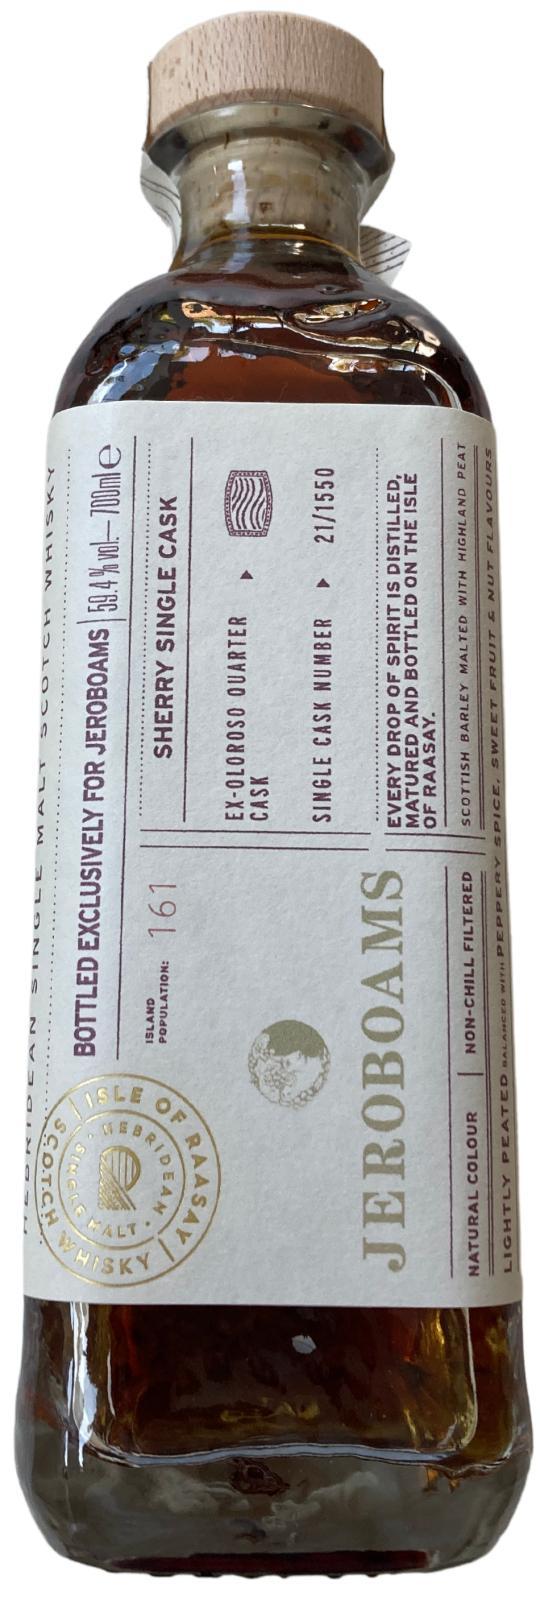 HEBRIDEAN SINGLE MALT SCOTCH WHISKY
BOTTLED EXCLUSIVELY FOR JEROBOAMS | 59.4 % vol. — 700ml e
ISLE OF RAASAY
SCOTCH WHISKY
HEBRIDEAN
SINGLE MALT
ISLAND
POPULATION: 161
SHERRY SINGLE CASK
EX-OLOROSO QUARTER
CASK
SINGLE CASK NUMBER 21/1550
JEROBOAMS
EVERY DROP OF SPIRIT IS DISTILLED,
MATURED AND BOTTLED ON THE ISLE
OF RAASAY.
NATURAL COLOUR | NON-CHILL FILTERED
SCOTTISH BARLEY MALTED WITH HIGHLAND PEAT
LIGHTLY PEATED BALANCED WITH PEPPERY SPICE, SWEET FRUIT & NUT FLAVOURS